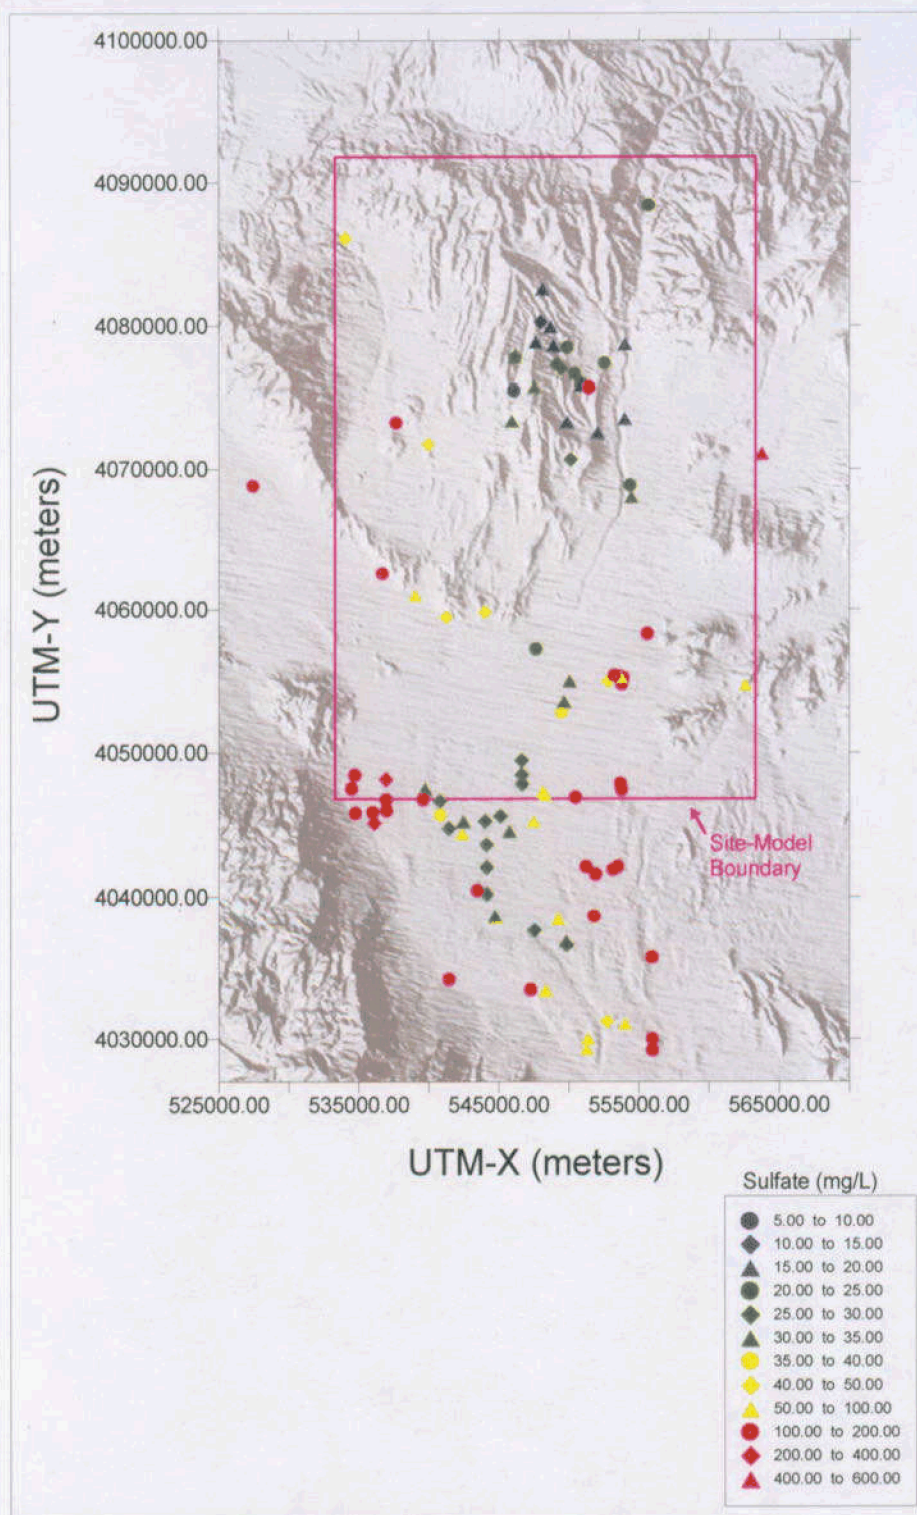 4100000.00
4090000.00
4080000.00
4070000.00
4060000.00
4050000.00
4040000.00
4030000.00
UTM-Y (meters)
Site-Model
Boundary
525000.00 535000.00 545000.00 555000.00 565000.00
UTM-X (meters)
Sulfate (mg/L)
5.00 to 10.00
10.00 to 15.00
15.00 to 20.00
20.00 to 25.00
25.00 to 30.00
30.00 to 35.00
35.00 to 40.00
40.00 to 50.00
50.00 to 100.00
100.00 to 200.00
200.00 to 400.00
400.00 to 600.00